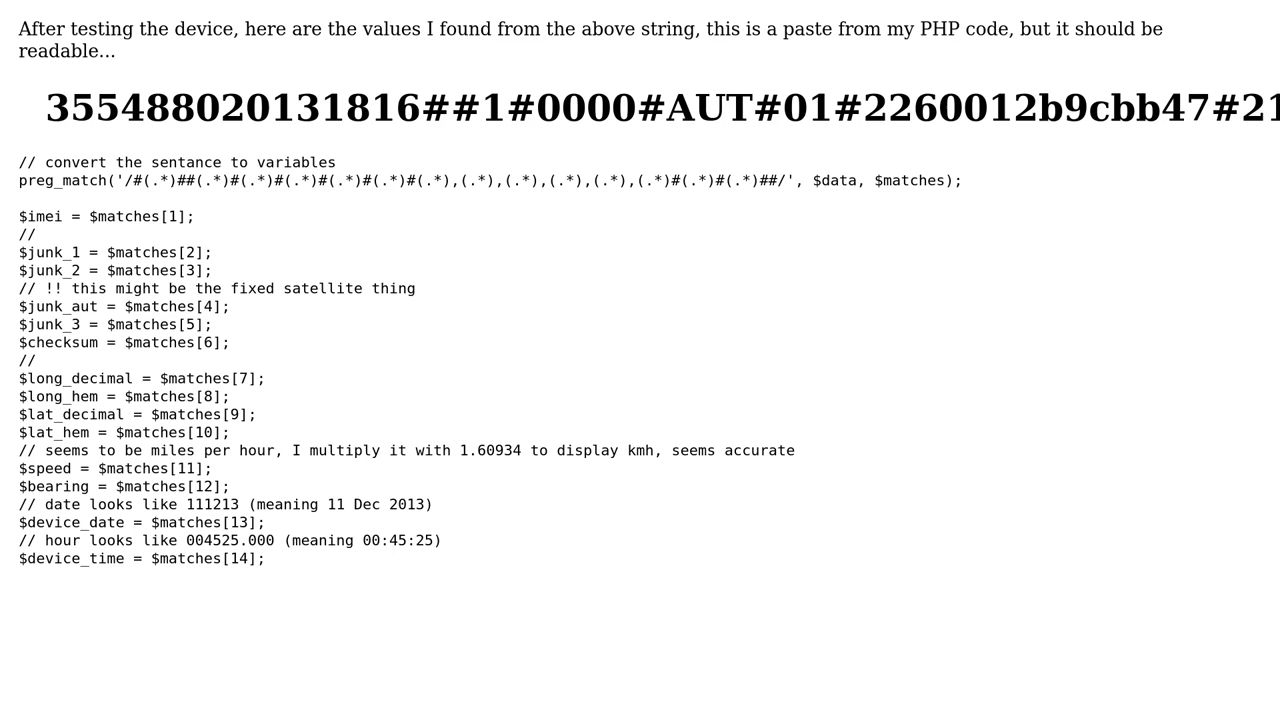 After testing the device, here are the values I found from the above string, this is a paste from my PHP code, but it should be
readable...
355488020131816##1#0000#AUT#01#2260012b9cbb47#21
// convert the sentance to variables
preg_match('/#(.*)##(.*)#(.*)#(.*)#(.*)#(.*)#(.*),(.*),(.*),(.*),(.*),(.*)#(.*)#(.*)##/', $data, $matches);
$imei = $matches[1];
//
$junk_1 = $matches[2];
$junk_2 = $matches[3];
// !! this might be the fixed satellite thing
$junk_aut = $matches[4];
$junk_3 = $matches[5];
$checksum = $matches[6];
//
$long_decimal = $matches[7];
$long_hem = $matches[8];
$lat_decimal = $matches[9];
$lat_hem = $matches[10];
// seems to be miles per hour, I multiply it with 1.60934 to display kmh, seems accurate
$speed = $matches[11];
$bearing = $matches[12];
// date looks like 111213 (meaning 11 Dec 2013)
$device_date = $matches[13];
// hour looks like 004525.000 (meaning 00:45:25)
$device_time = $matches[14];